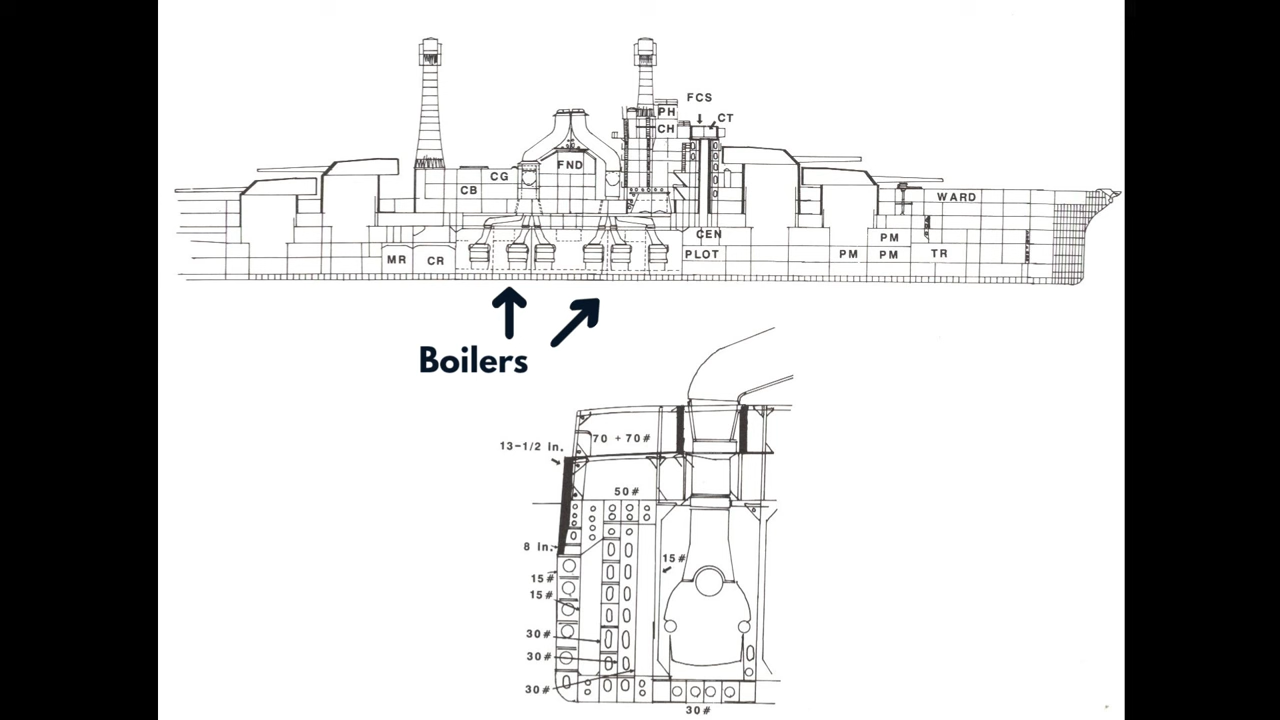 FCS
PH
CT
CH
FND
CG
CB
WARD
CEN
PM
MR
CR
PLOT
PM
PM
TR
Boilers
13-1/2 In.
70 + 70#
50#
8 In.
15#
15#
15#
30#
30#
30#
30#